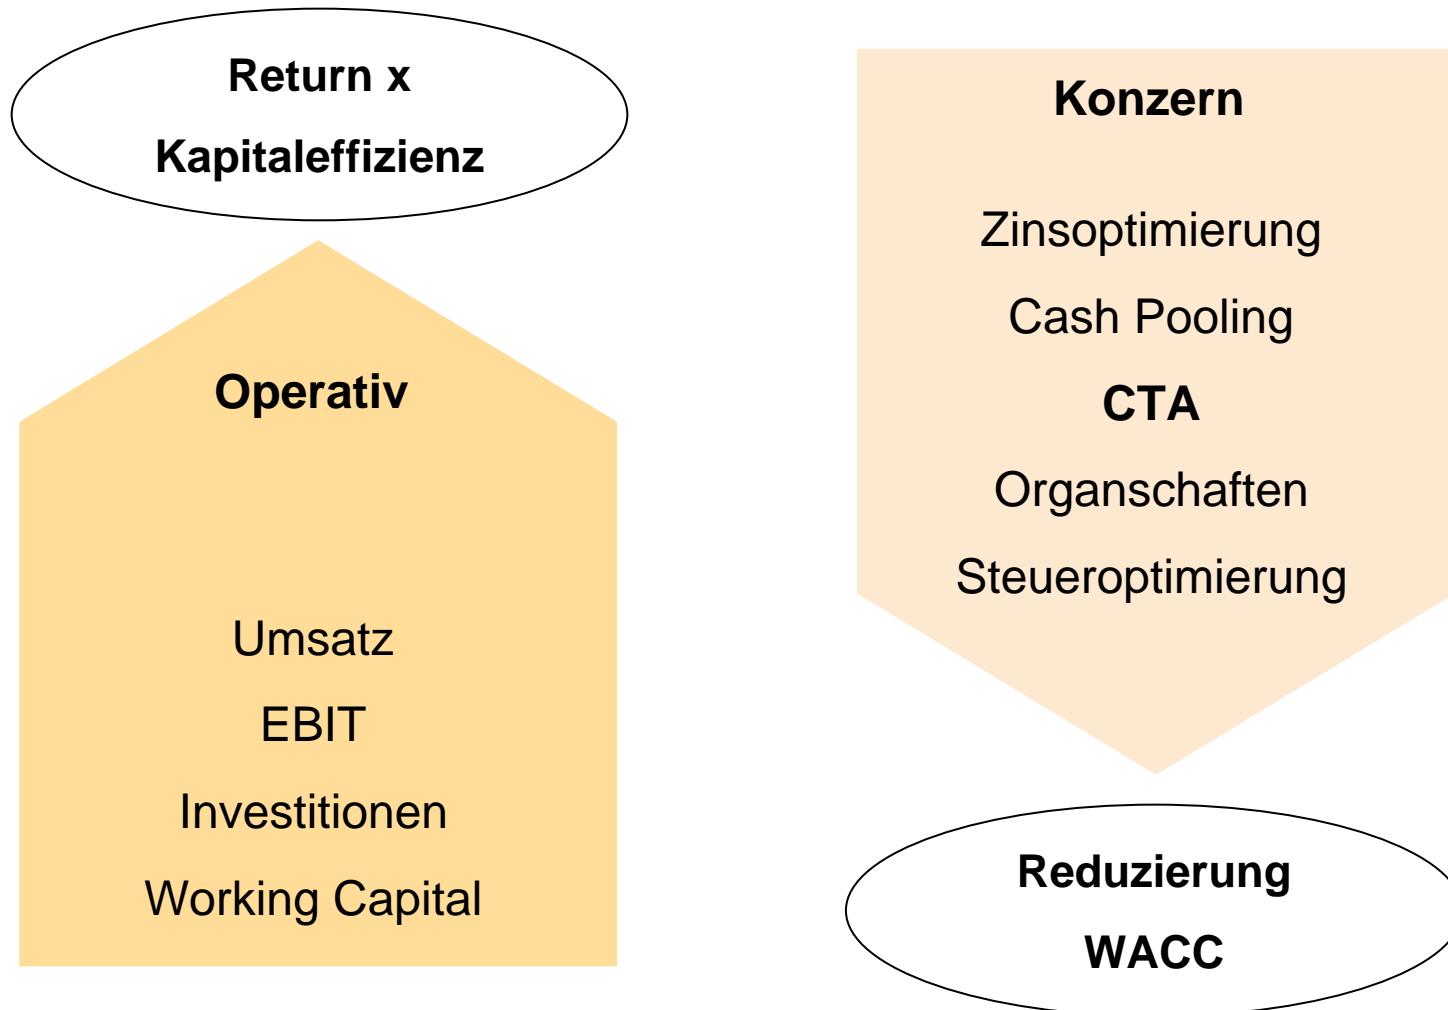 Return x
Kapitaleffizienz
Operativ
Umsatz
EBIT
Investitionen
Working Capital
Konzern
Zinsoptimierung
Cash Pooling
CTA
Organschaften
Steueroptimierung
Reduzierung
WACC